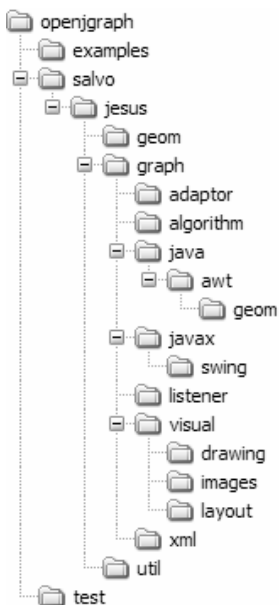 openjgraph
examples
salvo
jesus
geom
graph
adaptor
algorithm
java
awt
geom
javax
swing
listener
visual
drawing
images
layout
xml
util
test